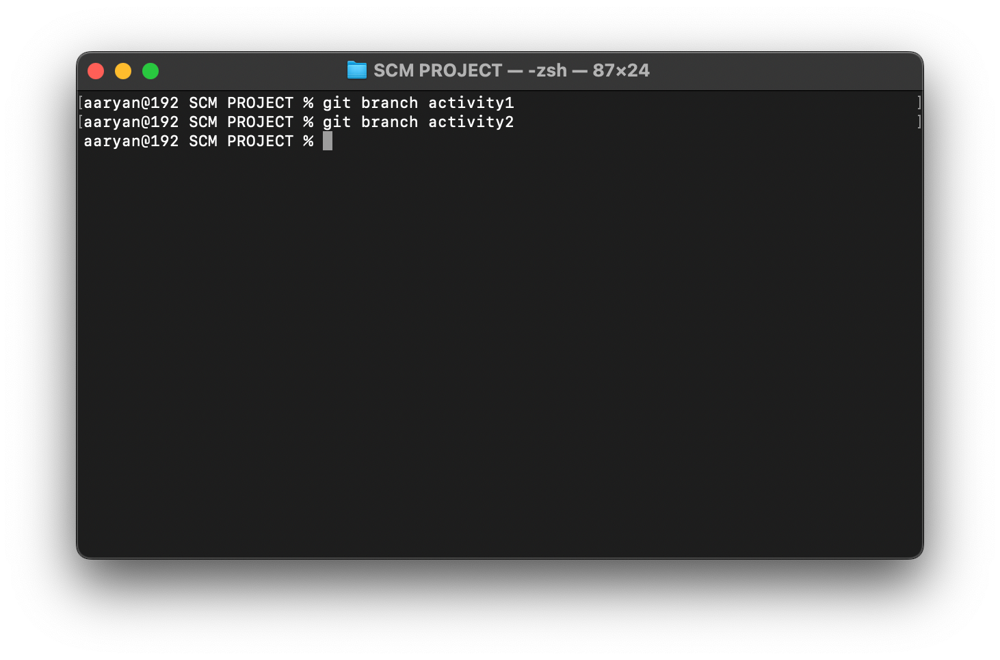 SCM PROJECT — -zsh — 87×24
[aaryan@192 SCM PROJECT % git branch activity1 ]
[aaryan@192 SCM PROJECT % git branch activity2 ]
aaryan@192 SCM PROJECT %